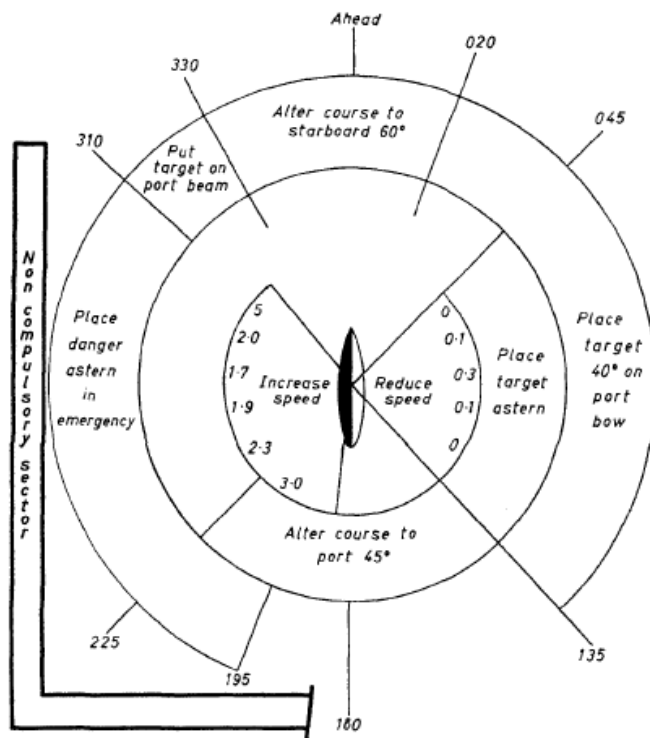 Ahead
020
330
045
Alter course to
starboard 60°
310
Put
target on
port beam
Non compulsory sector
5
2.0
1.7
1.9
2.3
3.0
Increase
speed
Reduce
speed
0
0.1
0.3
0.1
0
Place
danger
astern
in
emergency
Place
target
astern
Place
target
40° on
port
bow
Alter course to
port 45°
225
195
160
135